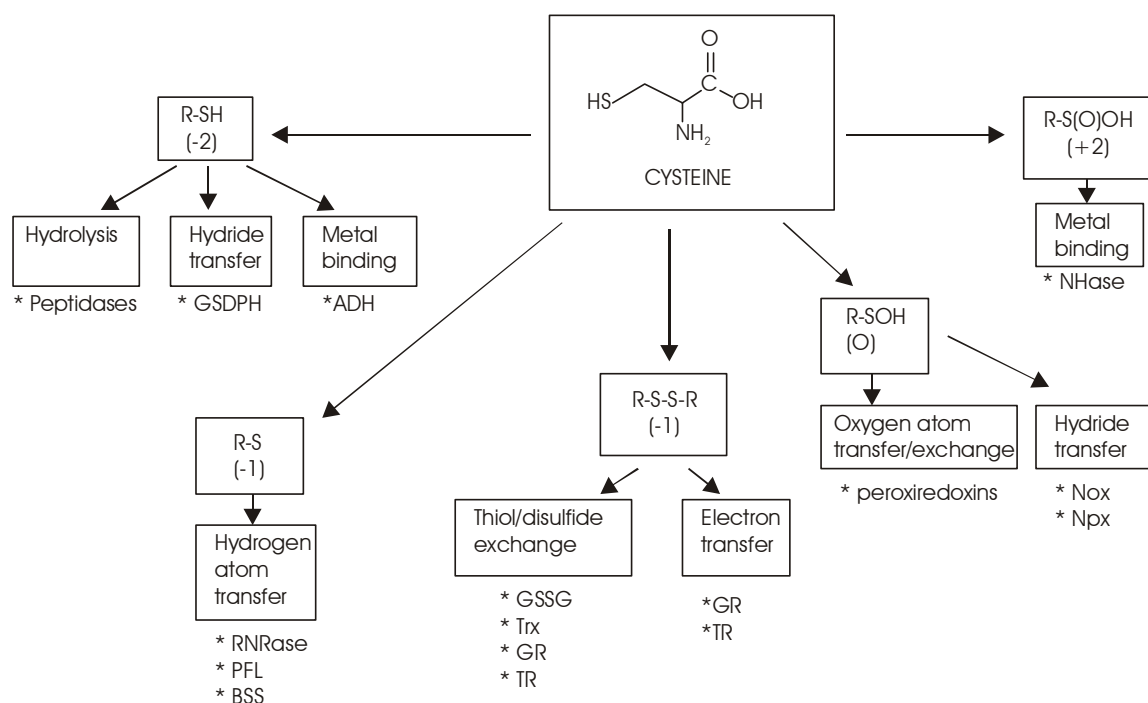 O
HS
OH
NH₂
CYSTEINE
R-SH
(-2)
Hydrolysis
* Peptidases
Hydride
transfer
* GSDPH
Metal
binding
*ADH
R-S
(-1)
Hydrogen
atom
transfer
* RNRase
* PFL
* BSS
R-S-S-R
(-1)
Thiol/disulfide
exchange
* GSSG
* Trx
* GR
* TR
Electron
transfer
*GR
*TR
R-SOH
(O)
Oxygen atom
transfer/exchange
* peroxiredoxins
Hydride
transfer
* Nox
* Npx
R-S(O)OH
(+2)
Metal
binding
* NHase